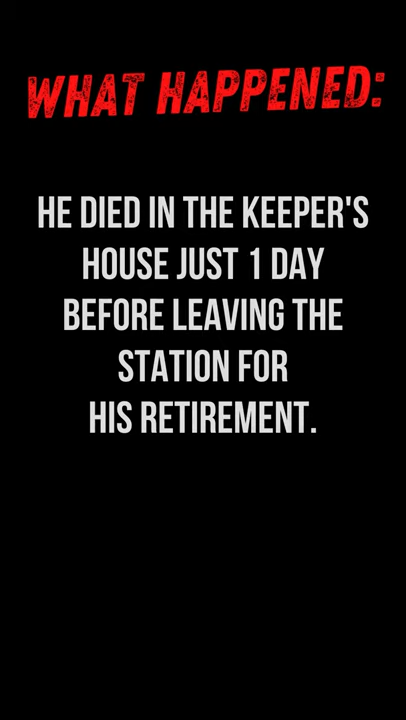 WHAT HAPPENED:
HE DIED IN THE KEEPER'S
HOUSE JUST 1 DAY
BEFORE LEAVING THE
STATION FOR
HIS RETIREMENT.